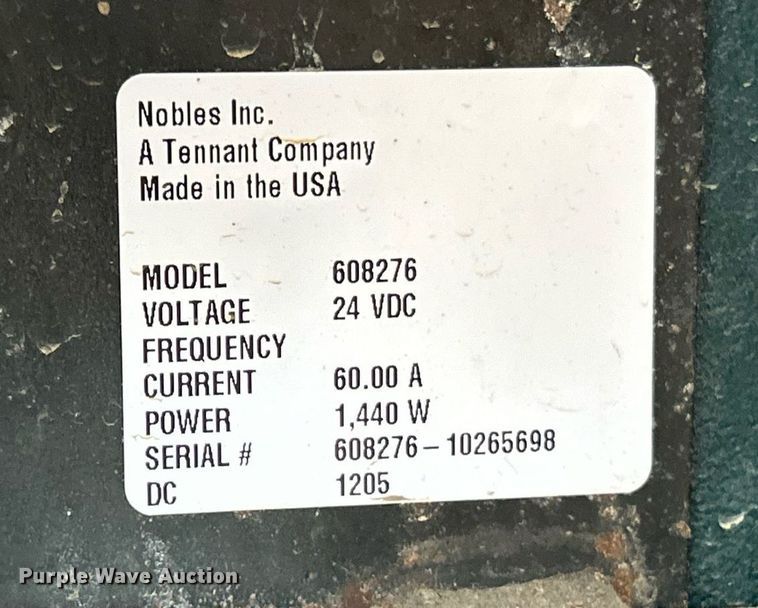 Nobles Inc.
A Tennant Company
Made in the USA
MODEL 608276
VOLTAGE 24 VDC
FREQUENCY
CURRENT 60.00 A
POWER 1,440 W
SERIAL # 608276–10265698
DC 1205
Purple Wave Auction